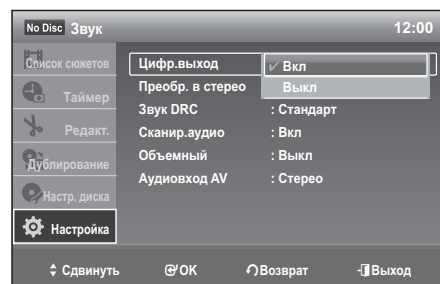 No Disc Звук 12:00
Список сюжетов
Таймер
Редакт.
Дублирование
Настр. диска
Настройка
Цифр.выход ✓ Вкл
Преобр. в стерео Выкл
Звук DRC : Стандарт
Сканир.аудио : Вкл
Объемный : Выкл
Аудиовход AV : Стерео
Сдвинуть OK Возврат Выход